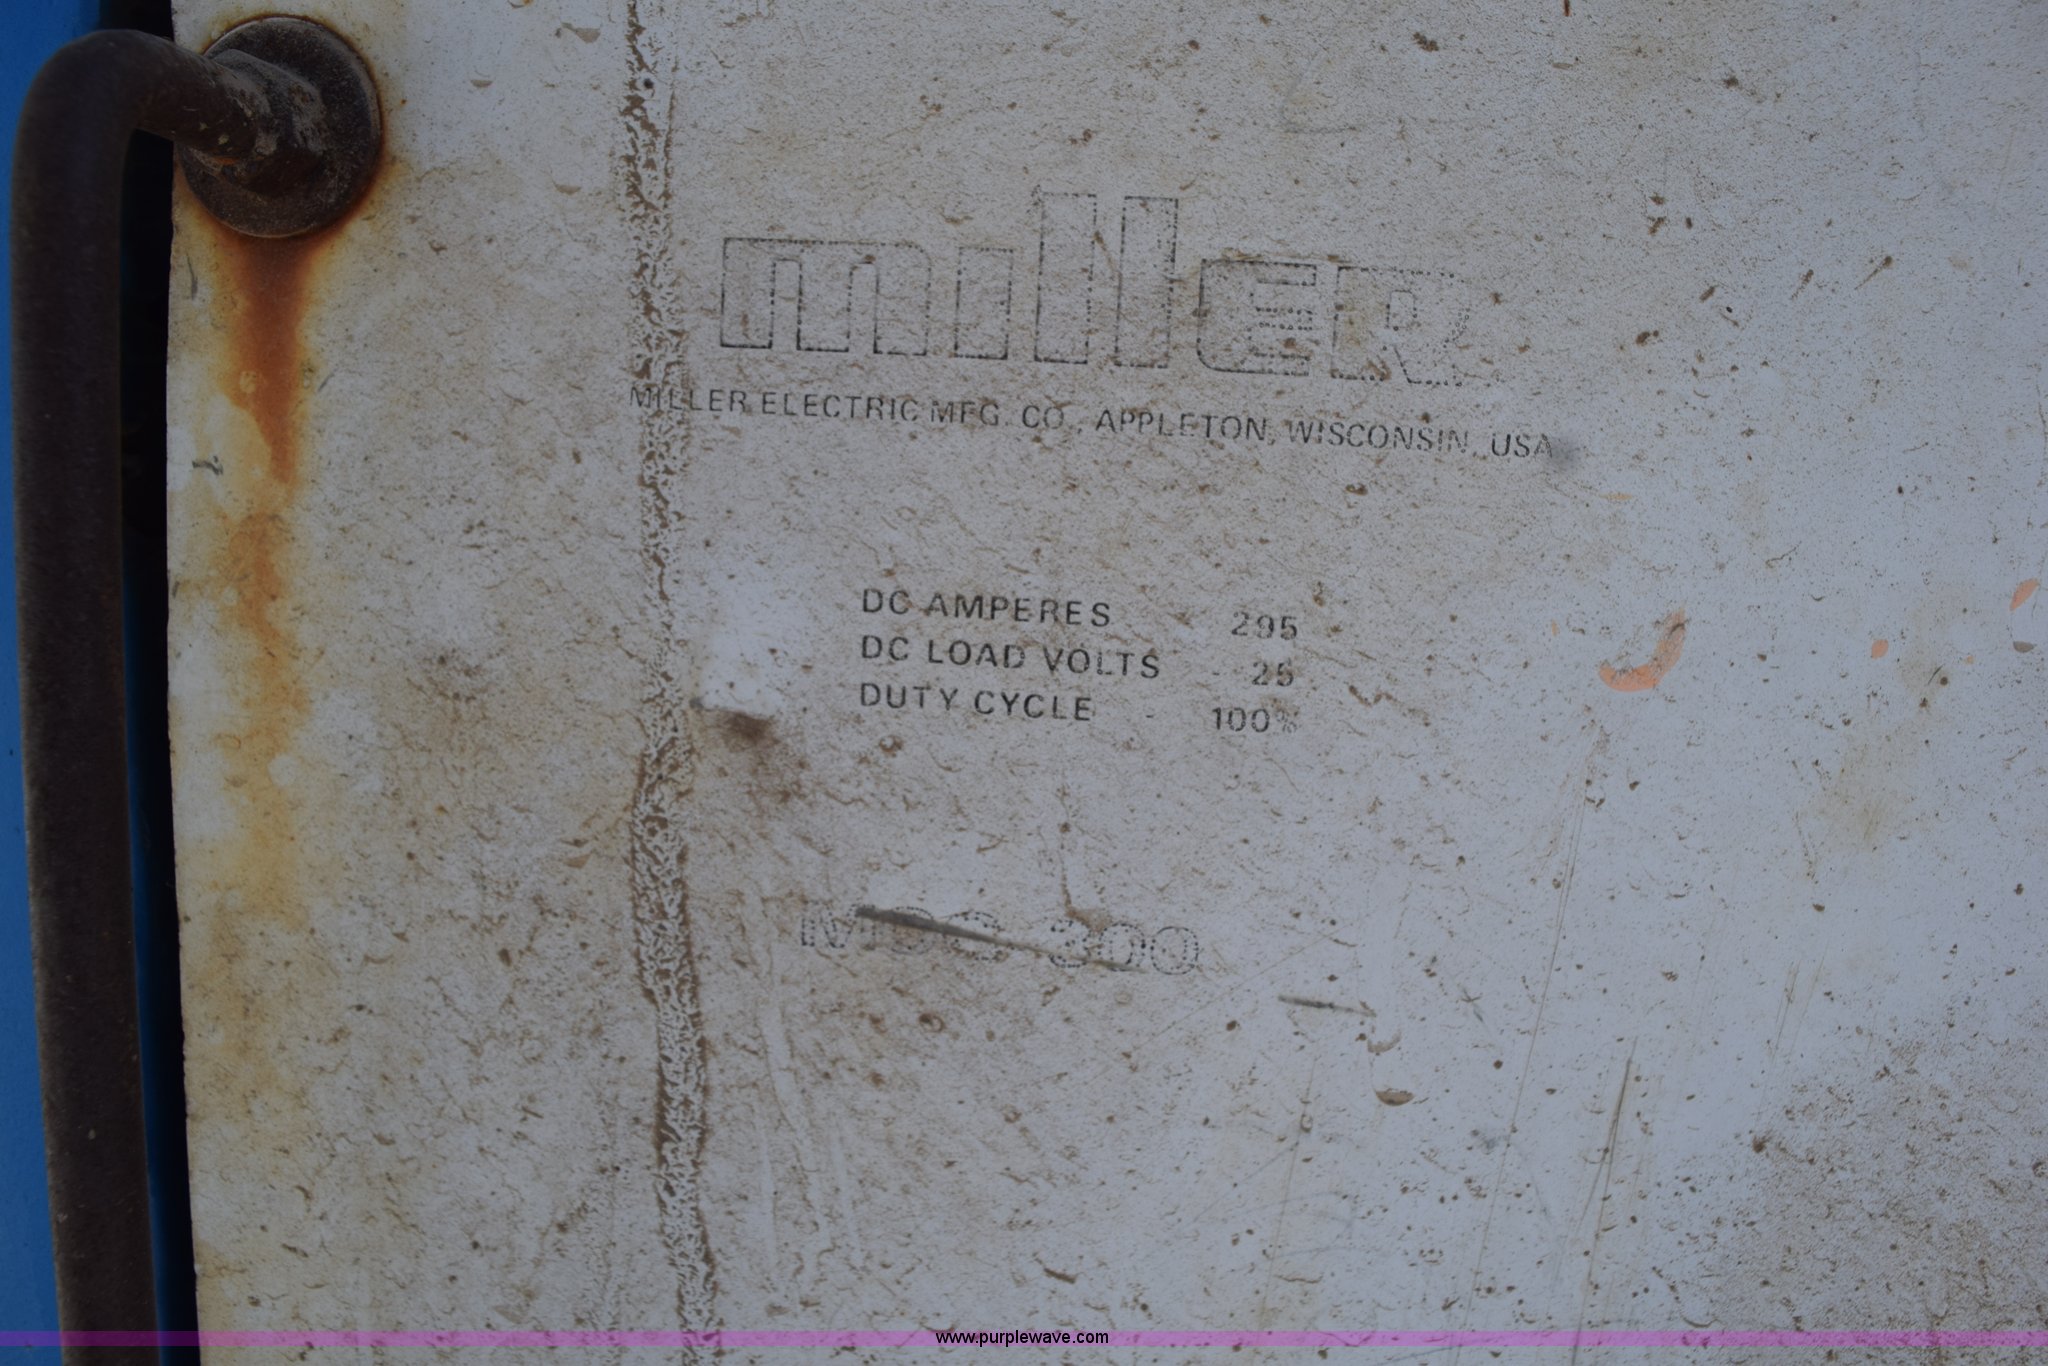 miller
MILLER ELECTRIC MFG. CO., APPLETON, WISCONSIN, USA
DC AMPERES - 295
DC LOAD VOLTS - 25
DUTY CYCLE - 100%
300
www.purplewave.com